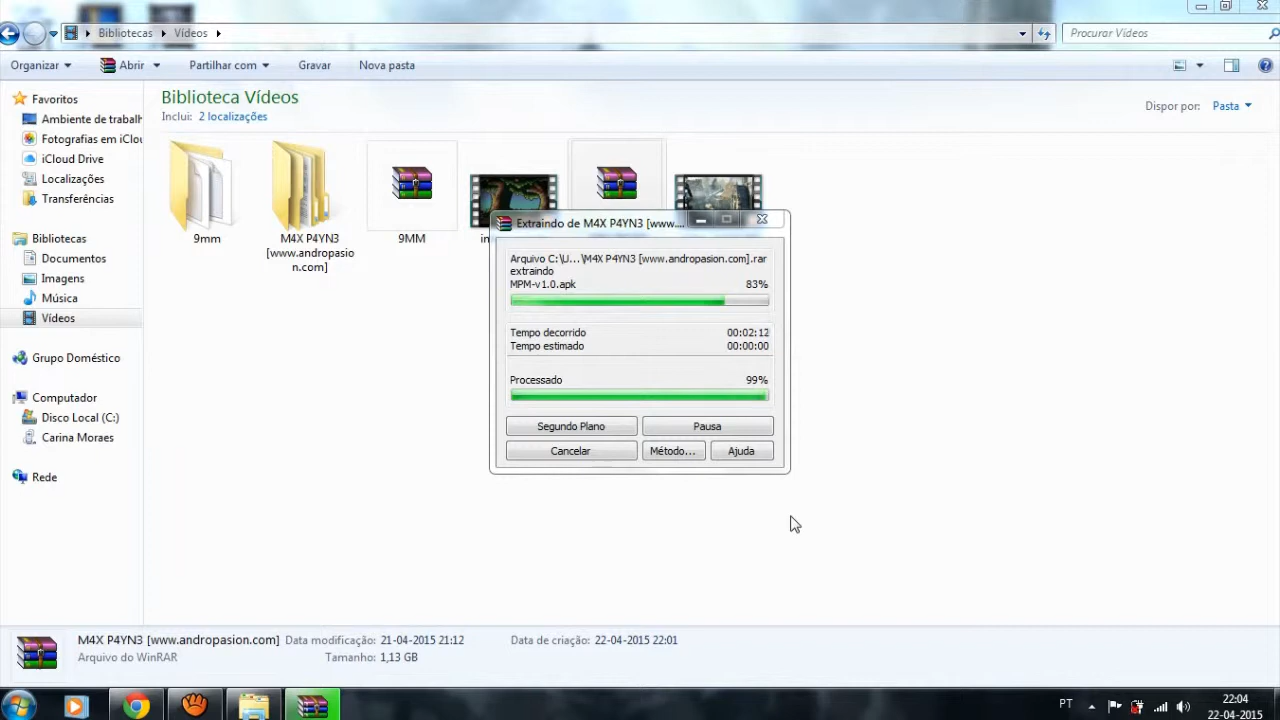 Bibliotecas
Vídeos
Procurar Vídeos
Organizar
Abrir
Partilhar com
Gravar
Nova pasta
Favoritos
Ambiente de trabalh
Fotografias em iClou
iCloud Drive
Localizações
Transferências
Bibliotecas
Documentos
Imagens
Música
Vídeos
Grupo Doméstico
Computador
Disco Local (C:)
Carina Moraes
Rede
Biblioteca Vídeos
Inclui: 2 localizações
Dispor por: Pasta
9mm
M4X P4YN3
[www.andropasio
n.com]
9MM
in
Extraindo de M4X P4YN3 [www....
Arquivo C:\U...\M4X P4YN3 [www.andropasion.com].rar
extraindo
MPM-v1.0.apk 83%
Tempo decorrido 00:02:12
Tempo estimado 00:00:00
Processado 99%
Segundo Plano
Pausa
Cancelar
Método...
Ajuda
M4X P4YN3 [www.andropasion.com] Data modificação: 21-04-2015 21:12 Data de criação: 22-04-2015 22:01
Arquivo do WinRAR Tamanho: 1,13 GB
PT
22:04
22-04-2015